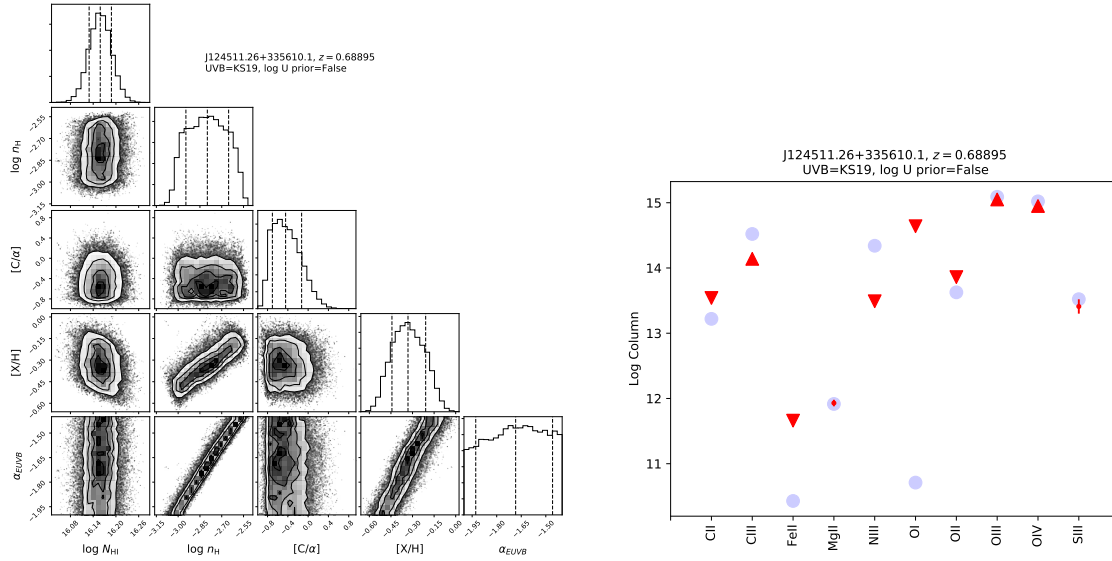 J124511.26+335610.1, z = 0.68895
UVB=KS19, log U prior=False
log n_H
−2.55
−2.70
−2.85
−3.00
−3.15
[C/α]
0.8
0.4
0.0
−0.4
−0.8
[X/H]
0.00
−0.15
−0.30
−0.45
−0.60
α_EUVB
−1.50
−1.65
−1.80
−1.95
16.08 16.14 16.20 16.26
−3.15 −3.00 −2.85 −2.70 −2.55
−0.8 −0.4 0.0 0.4 0.8
−0.60 −0.45 −0.30 −0.15 0.00
−1.95 −1.80 −1.65 −1.50
log N_HI log n_H [C/α] [X/H] α_EUVB
J124511.26+335610.1, z = 0.68895
UVB=KS19, log U prior=False
Log Column
15
14
13
12
11
CII CIII FeII MgII NIII OI OII OIII OIV SIII